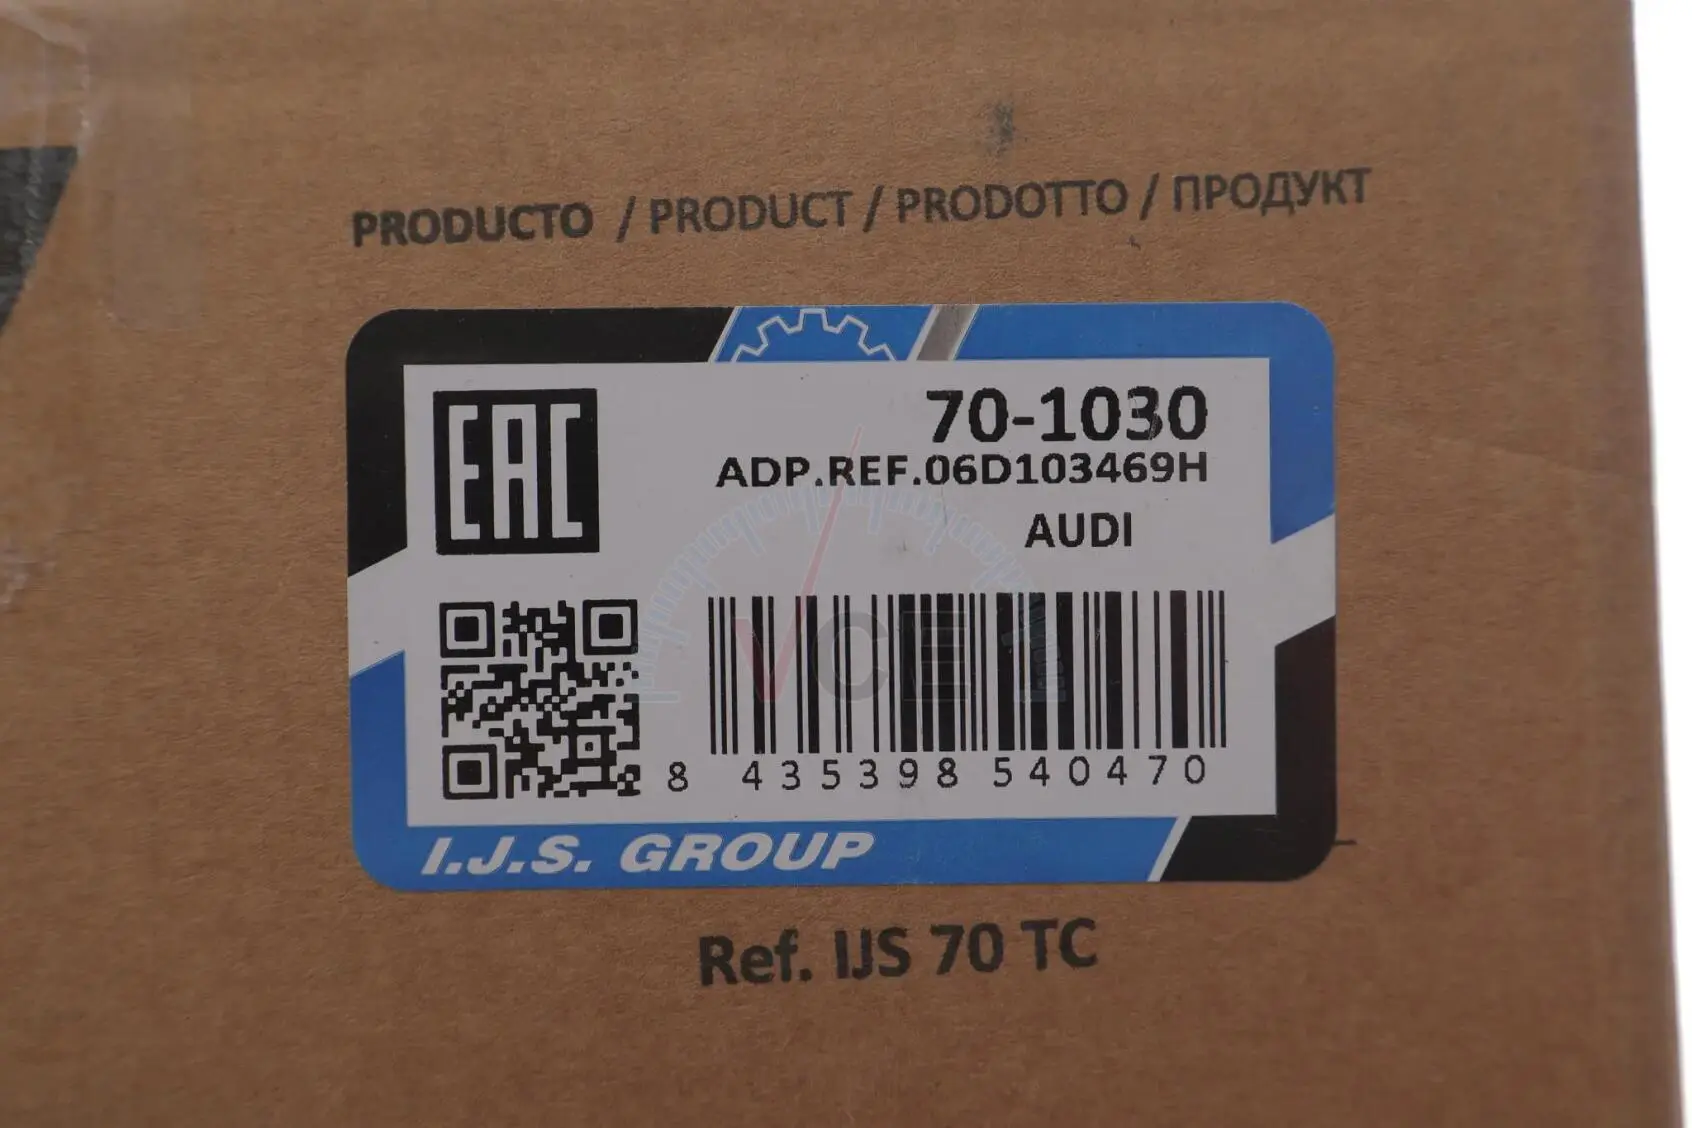 PRODUCTO / PRODUCT / PRODOTTO / ПРОДУКТ
EAC
70-1030
ADP.REF.06D103469H
AUDI
VCE
8 435398 540470
I.J.S. GROUP
Ref. IJS 70 TC